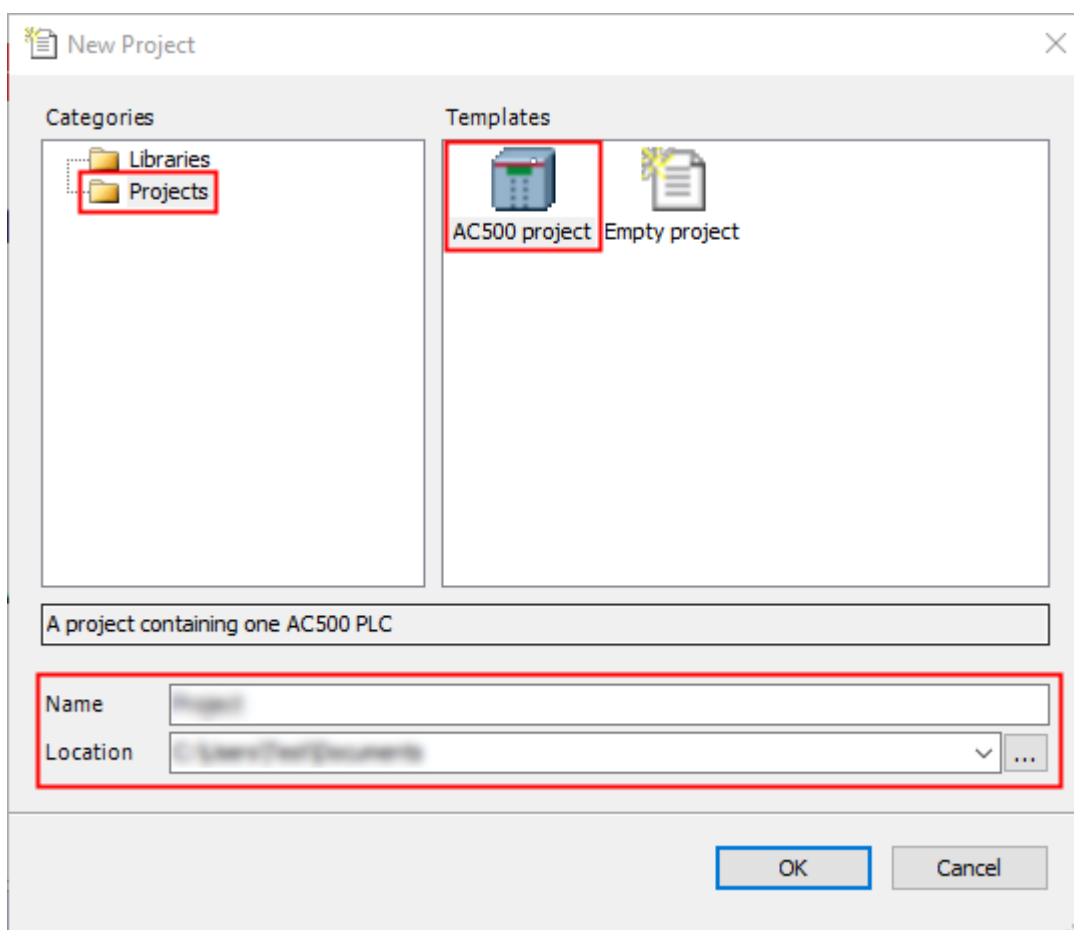 New Project
Categories
Libraries
Projects
Templates
AC500 project
Empty project
A project containing one AC500 PLC
Name
Location
...
OK
Cancel